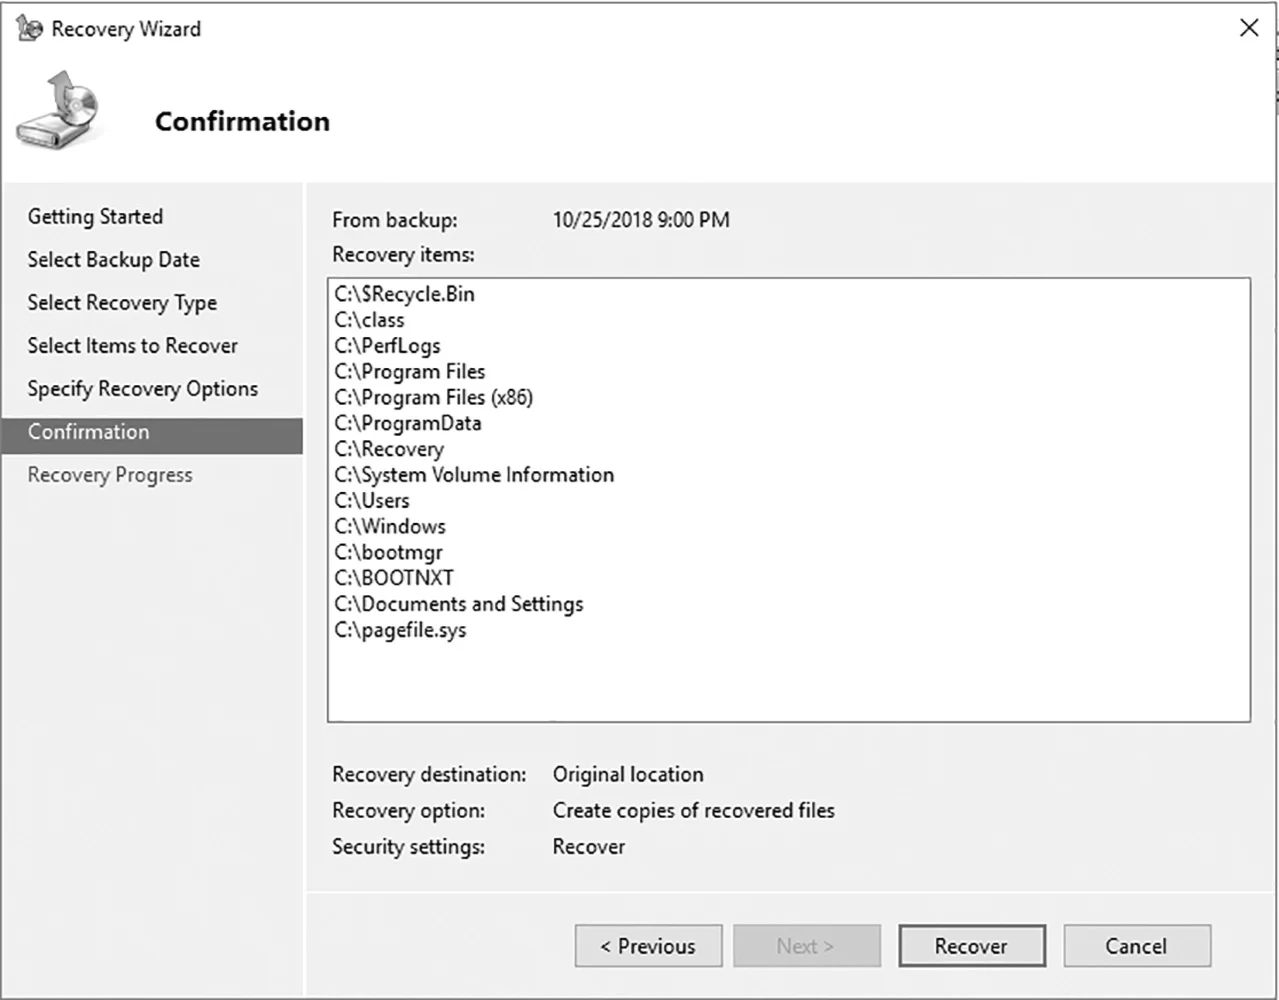 Recovery Wizard
Confirmation
Getting Started
Select Backup Date
Select Recovery Type
Select Items to Recover
Specify Recovery Options
Confirmation
Recovery Progress
From backup: 10/25/2018 9:00 PM
Recovery items:
C:\$Recycle.Bin
C:\class
C:\PerfLogs
C:\Program Files
C:\Program Files (x86)
C:\ProgramData
C:\Recovery
C:\System Volume Information
C:\Users
C:\Windows
C:\bootmgr
C:\BOOTNXT
C:\Documents and Settings
C:\pagefile.sys
Recovery destination: Original location
Recovery option: Create copies of recovered files
Security settings: Recover
< Previous Next > Recover Cancel